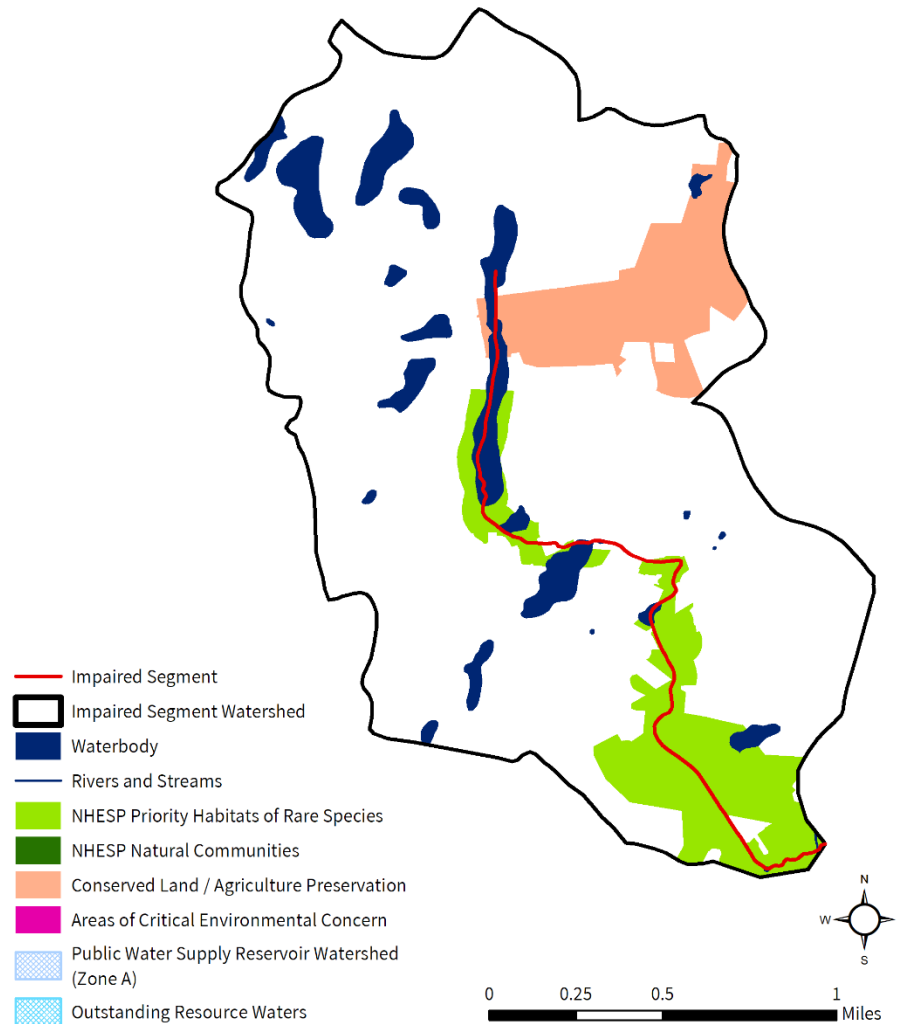 Impaired Segment
Impaired Segment Watershed
Waterbody
Rivers and Streams
NHESP Priority Habitats of Rare Species
NHESP Natural Communities
Conserved Land / Agriculture Preservation
Areas of Critical Environmental Concern
Public Water Supply Reservoir Watershed
(Zone A)
Outstanding Resource Waters
N
W E
S
0 0.25 0.5 1
Miles